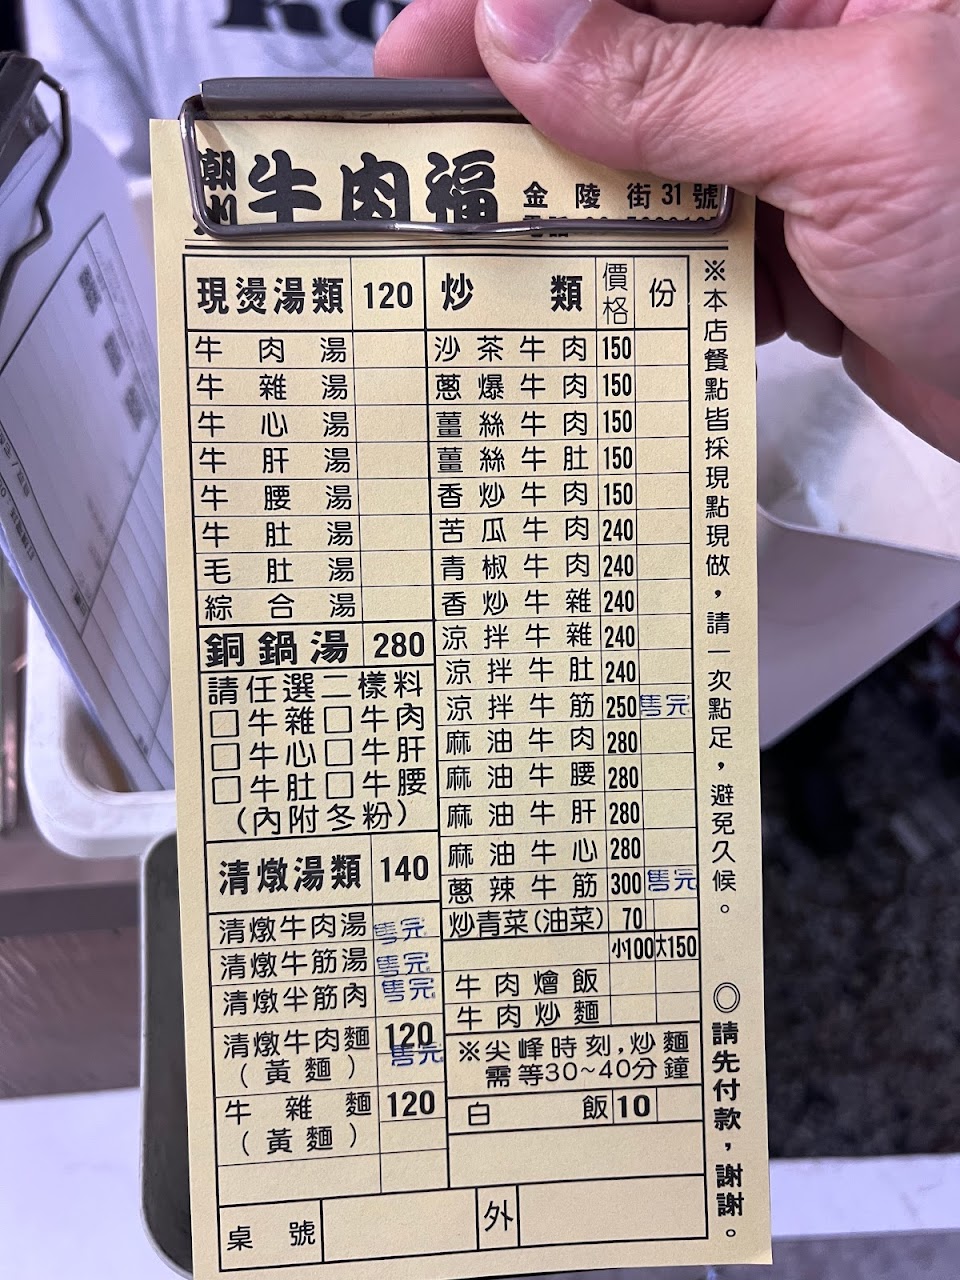 潮州 牛肉福 金陵街31號
現燙湯類 120
牛肉湯
牛雜湯
牛心湯
牛肝湯
牛腰湯
牛肚湯
毛肚湯
綜合湯
銅鍋湯 280
請任選二樣料
□牛雜□牛肉
□牛心□牛肝
□牛肚□牛腰
(內附冬粉)
清燉湯類 140
清燉牛肉湯 售完
清燉牛筋湯 售完
清燉半筋肉 售完
清燉牛肉麵 120 售完
(黃麵)
牛雜麵 120
(黃麵)
炒類 價格 份
沙茶牛肉 150
蔥爆牛肉 150
薑絲牛肉 150
薑絲牛肚 150
香炒牛肉 150
苦瓜牛肉 240
青椒牛肉 240
香炒牛雜 240
涼拌牛雜 240
涼拌牛肚 240
涼拌牛筋 250 售完
麻油牛肉 280
麻油牛腰 280
麻油牛肝 280
麻油牛心 280
蔥辣牛筋 300 售完
炒青菜(油菜) 70
小100大150
牛肉燴飯
牛肉炒麵
※尖峰時刻,炒麵
需等30~40分鐘
白飯 10
桌號 外
※本店餐點皆採現點現做，請一次點足，避免久候。 ◎請先付款，謝謝。